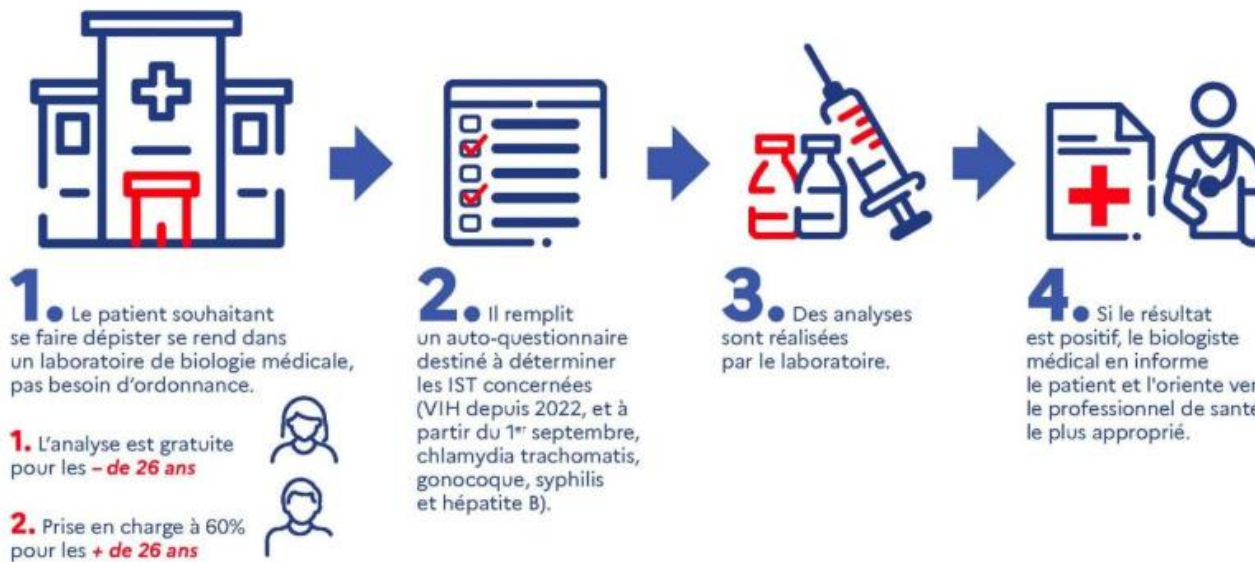 1. Le patient souhaitant
se faire dépister se rend dans
un laboratoire de biologie médicale,
pas besoin d'ordonnance.
1. L'analyse est gratuite
pour les – de 26 ans
2. Prise en charge à 60%
pour les + de 26 ans
2. Il remplit
un auto-questionnaire
destiné à déterminer
les IST concernées
(VIH depuis 2022, et à
partir du 1er septembre,
chlamydia trachomatis,
gonocoque, syphilis
et hépatite B).
3. Des analyses
sont réalisées
par le laboratoire.
4. Si le résultat
est positif, le biologiste
médical en informe
le patient et l'oriente ver
le professionnel de santé
le plus approprié.